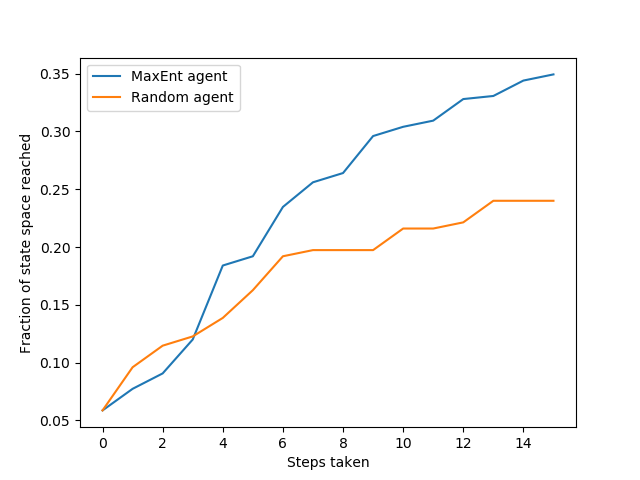 MaxEnt agent
Random agent
0.35
0.30
0.25
0.20
0.15
0.10
0.05
Fraction of state space reached
0 2 4 6 8 10 12 14
Steps taken